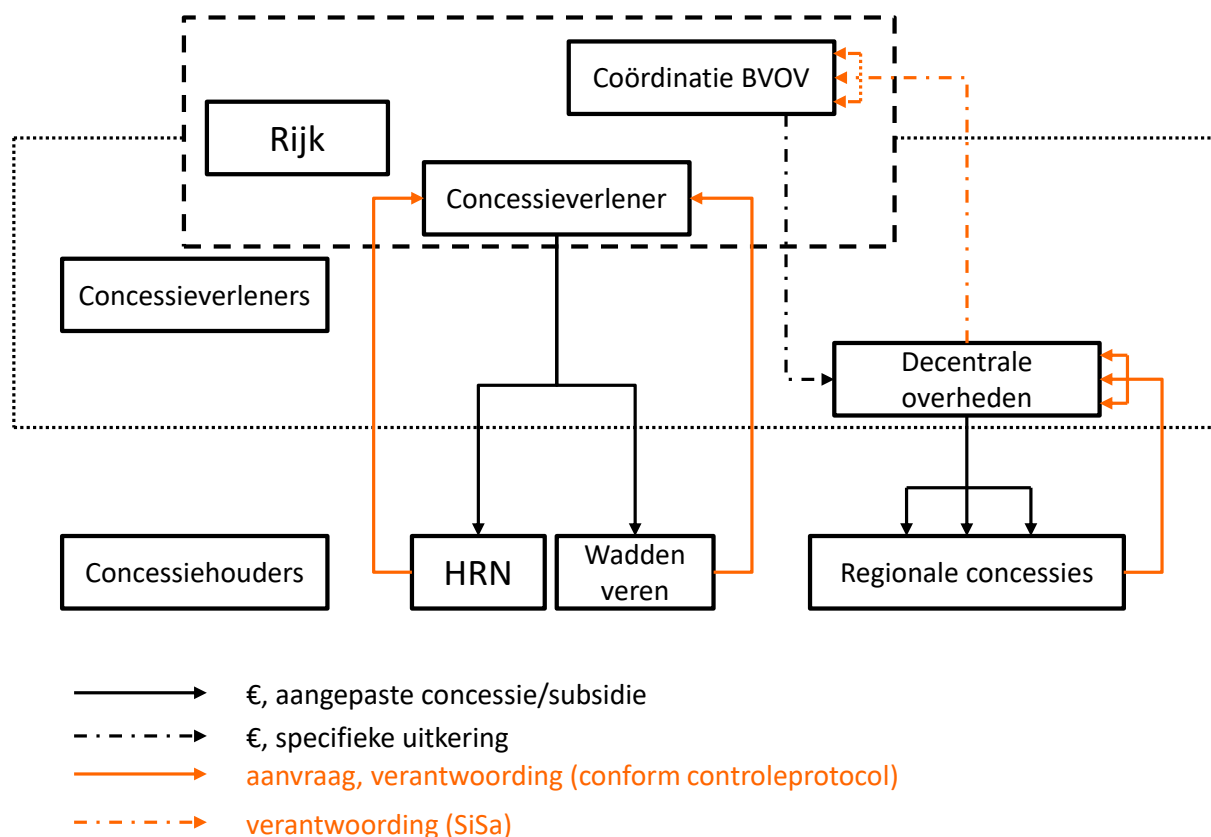 Coördinatie BVOV
Rijk
Concessieverlener
Concessieverleners
Decentrale
overheden
Concessiehouders
HRN
Wadden
veren
Regionale concessies
€, aangepaste concessie/subsidie
€, specifieke uitkering
aanvraag, verantwoording (conform controleprotocol)
verantwoording (SiSa)